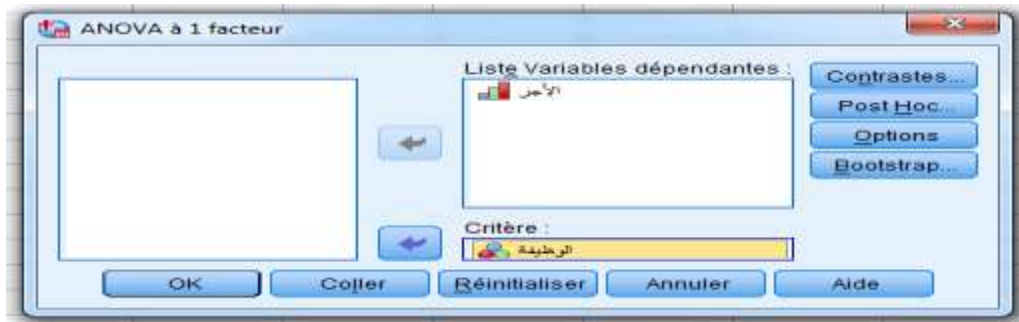 ANOVA à 1 facteur
Liste Variables dépendantes :
الأجر
Critère :
الوظيفة
Contrastes...
Post Hoc...
Options
Bootstrap...
OK
Coller
Réinitialiser
Annuler
Aide